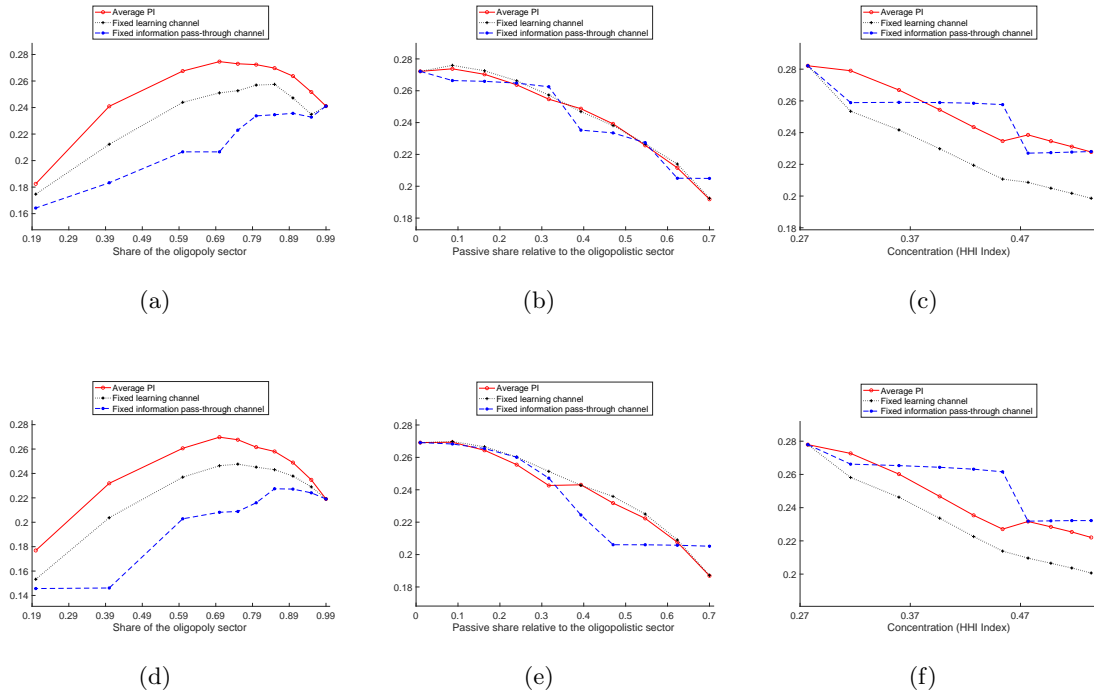 Average PI
Fixed learning channel
Fixed information pass-through channel
0.28
0.26
0.24
0.22
0.2
0.18
0.16
0.19 0.29 0.39 0.49 0.59 0.69 0.79 0.89 0.99
Share of the oligopoly sector
(a)
Average PI
Fixed learning channel
Fixed information pass-through channel
0.28
0.26
0.24
0.22
0.2
0.18
0 0.1 0.2 0.3 0.4 0.5 0.6 0.7
Passive share relative to the oligopolistic sector
(b)
Average PI
Fixed learning channel
Fixed information pass-through channel
0.28
0.26
0.24
0.22
0.2
0.18
0.27 0.37 0.47
Concentration (HHI Index)
(c)
Average PI
Fixed learning channel
Fixed information pass-through channel
0.28
0.26
0.24
0.22
0.2
0.18
0.16
0.14
0.19 0.29 0.39 0.49 0.59 0.69 0.79 0.89 0.99
Share of the oligopoly sector
(d)
Average PI
Fixed learning channel
Fixed information pass-through channel
0.28
0.26
0.24
0.22
0.2
0.18
0 0.1 0.2 0.3 0.4 0.5 0.6 0.7
Passive share relative to the oligopolistic sector
(e)
Average PI
Fixed learning channel
Fixed information pass-through channel
0.28
0.26
0.24
0.22
0.2
0.27 0.37 0.47
Concentration (HHI Index)
(f)